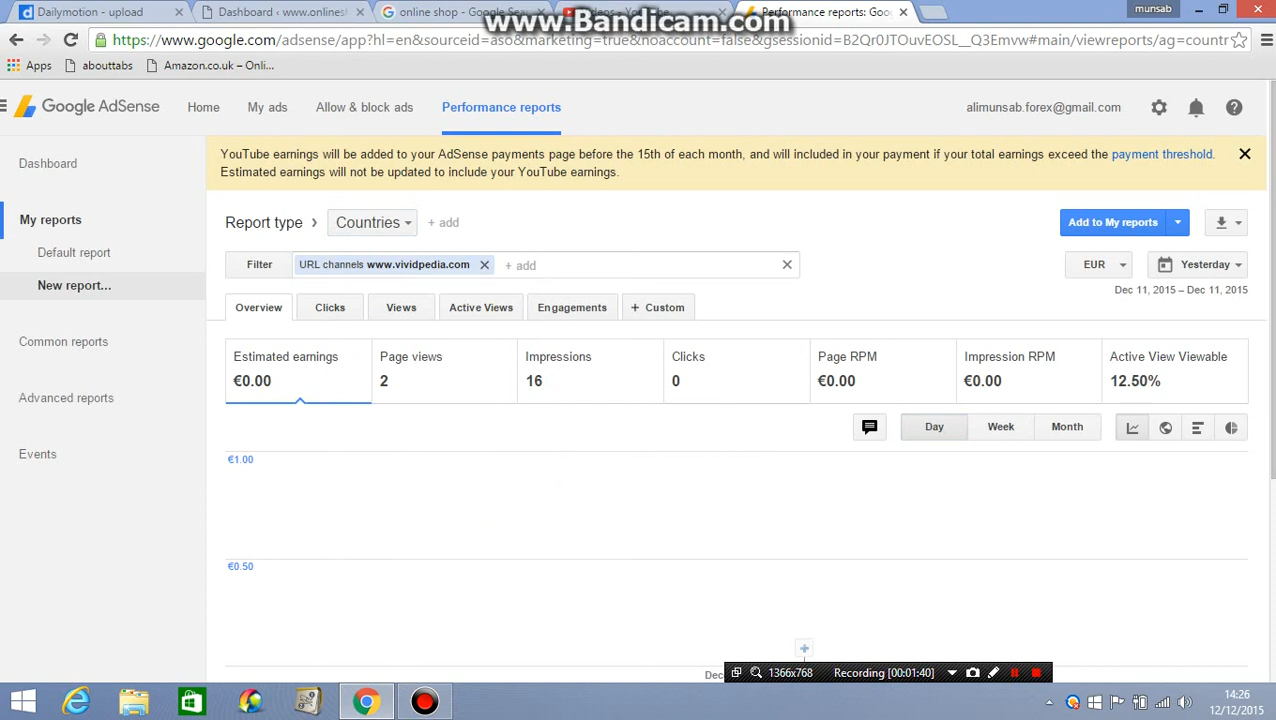 Dailymotion - upload
Dashboard ‹ www.onlinesh
online shop - Google Sea
www.Bandicam.com
Performance reports: Goo
munsab
https://www.google.com/adsense/app?hl=en&sourceid=aso&marketing=true&noaccount=false&gsessionid=B2Qr0JTOuvEOSL__Q3Emvw#main/viewreports/ag=countr
Apps
abouttabs
Amazon.co.uk – Onli...
Google AdSense
Home
My ads
Allow & block ads
Performance reports
alimunsab.forex@gmail.com
Dashboard
My reports
Default report
New report...
Common reports
Advanced reports
Events
YouTube earnings will be added to your AdSense payments page before the 15th of each month, and will included in your payment if your total earnings exceed the payment threshold.
Estimated earnings will not be updated to include your YouTube earnings.
Report type › Countries
+ add
Add to My reports
Filter
URL channels www.vividpedia.com
+ add
EUR
Yesterday
Dec 11, 2015 – Dec 11, 2015
Overview
Clicks
Views
Active Views
Engagements
+ Custom
Estimated earnings
€0.00
Page views
2
Impressions
16
Clicks
0
Page RPM
€0.00
Impression RPM
€0.00
Active View Viewable
12.50%
Day
Week
Month
€1.00
€0.50
Dec
1366x768
Recording [00:01:40]
14:26
12/12/2015